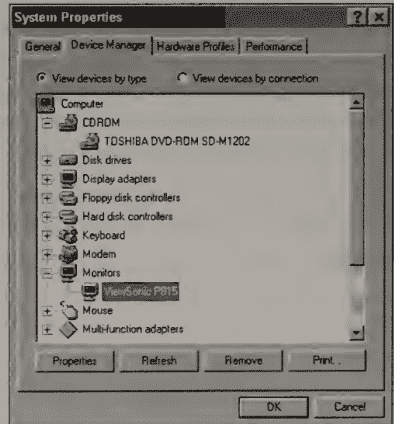 System Properties
General Device Manager Hardware Profiles Performance
View devices by type View devices by connection
Computer
CDROM
TOSHIBA DVD-ROM SD-M1202
Disk drives
Display adapters
Floppy disk controllers
Hard disk controllers
Keyboard
Modem
Monitors
ViewSonic P815
Mouse
Multi-function adapters
Properties Refresh Remove Print...
OK Cancel